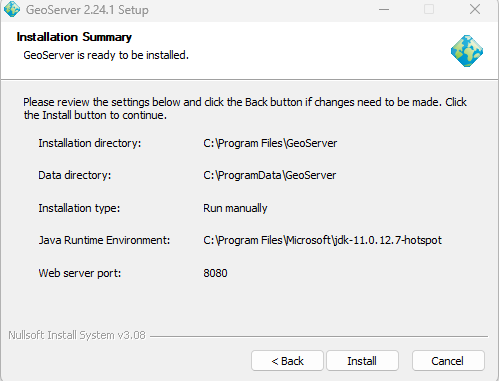 GeoServer 2.24.1 Setup
Installation Summary
GeoServer is ready to be installed.
Please review the settings below and click the Back button if changes need to be made. Click
the Install button to continue.
Installation directory: C:\Program Files\GeoServer
Data directory: C:\ProgramData\GeoServer
Installation type: Run manually
Java Runtime Environment: C:\Program Files\Microsoft\jdk-11.0.12.7-hotspot
Web server port: 8080
Nullsoft Install System v3.08
< Back Install Cancel